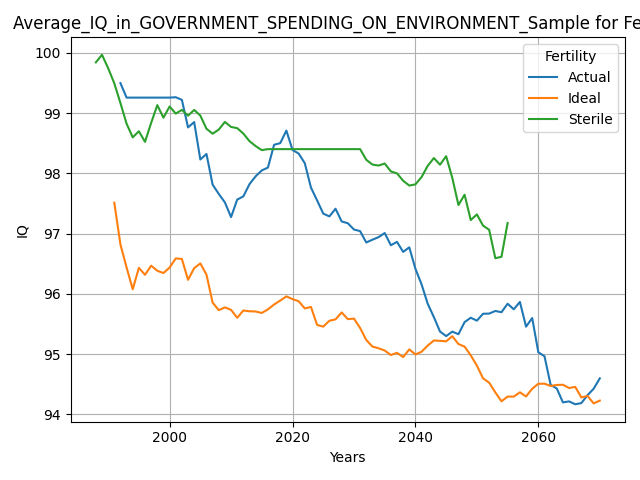 Average_IQ_in_GOVERNMENT_SPENDING_ON_ENVIRONMENT_Sample for Fe
Fertility
Actual
Ideal
Sterile
100
99
98
97
96
95
94
IQ
2000
2020
2040
2060
Years